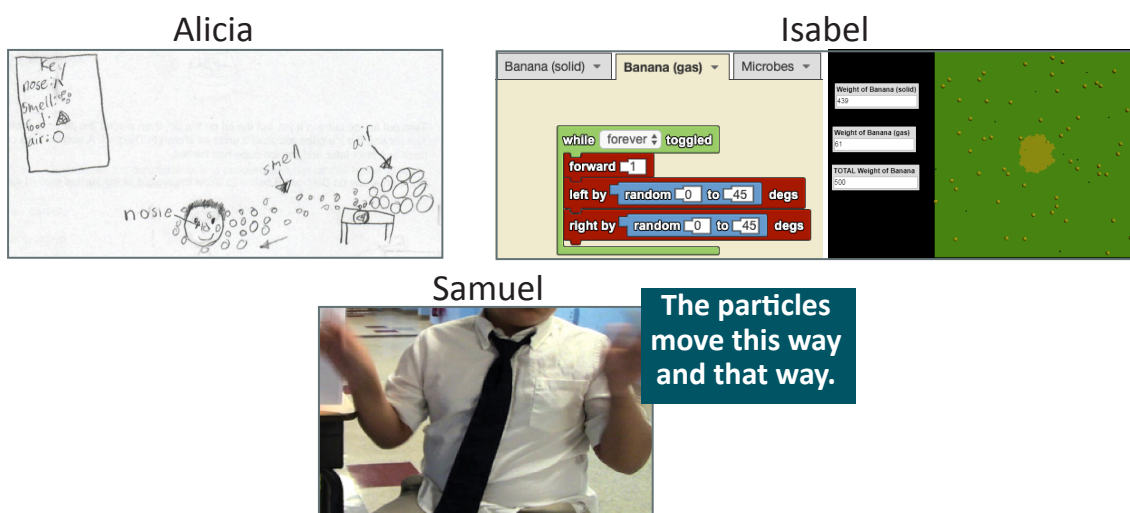 Alicia
Isabel
Key
nose:
smell:
food:
air:
smell
air
nosie
Banana (solid)
Banana (gas)
Microbes
while forever toggled
forward 1
left by random 0 to 45 degs
right by random 0 to 45 degs
Weight of Banana (solid)
439
Weight of Banana (gas)
61
TOTAL Weight of Banana
500
Samuel
The particles
move this way
and that way.